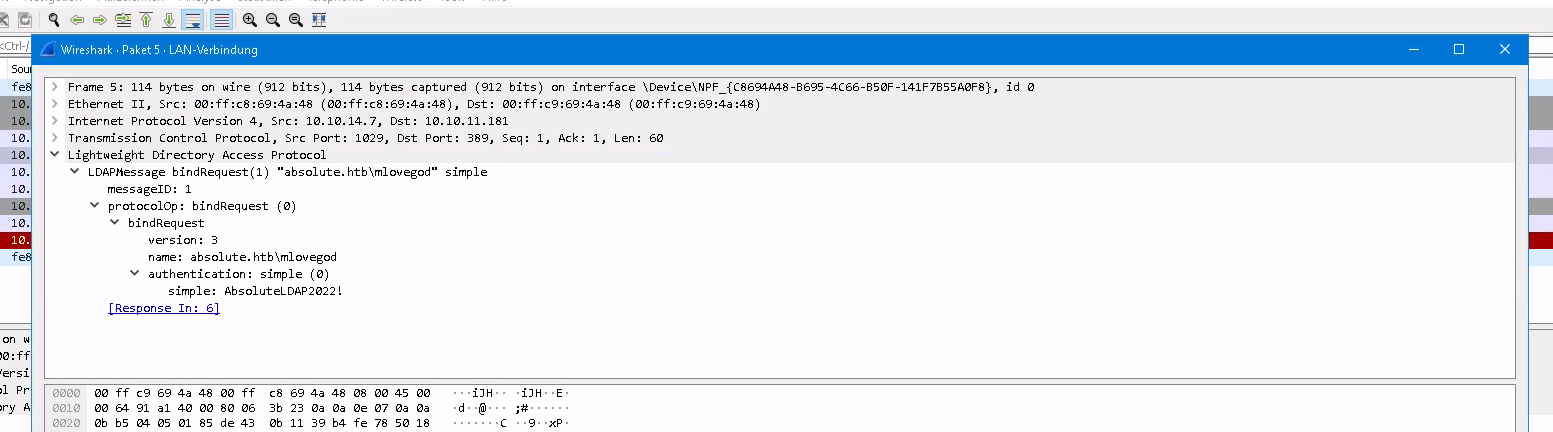 <Ctrl-/
Wireshark · Paket 5 · LAN-Verbindung
Sour
fe8
10.
10.
10.
10.
10.
10.
10.
10.
10.
fe8
Frame 5: 114 bytes on wire (912 bits), 114 bytes captured (912 bits) on interface \Device\NPF_{C8694A48-B695-4C66-B50F-141F7B55A0F8}, id 0
Ethernet II, Src: 00:ff:c8:69:4a:48 (00:ff:c8:69:4a:48), Dst: 00:ff:c9:69:4a:48 (00:ff:c9:69:4a:48)
Internet Protocol Version 4, Src: 10.10.14.7, Dst: 10.10.11.181
Transmission Control Protocol, Src Port: 1029, Dst Port: 389, Seq: 1, Ack: 1, Len: 60
Lightweight Directory Access Protocol
LDAPMessage bindRequest(1) "absolute.htb\mlovegod" simple
messageID: 1
protocolOp: bindRequest (0)
bindRequest
version: 3
name: absolute.htb\mlovegod
authentication: simple (0)
simple: AbsoluteLDAP2022!
[Response In: 6]
on w
00:ff
Versi
ol Pr
ory A
0000 00 ff c9 69 4a 48 00 ff c8 69 4a 48 08 00 45 00 ···iJH·· ·iJH··E·
0010 00 64 91 a1 40 00 80 06 3b 23 0a 0a 0e 07 0a 0a ·d··@··· ;#······
0020 0b b5 04 05 01 85 de 43 0b 11 39 b4 fe 78 50 18 ·······C ··9··xP·